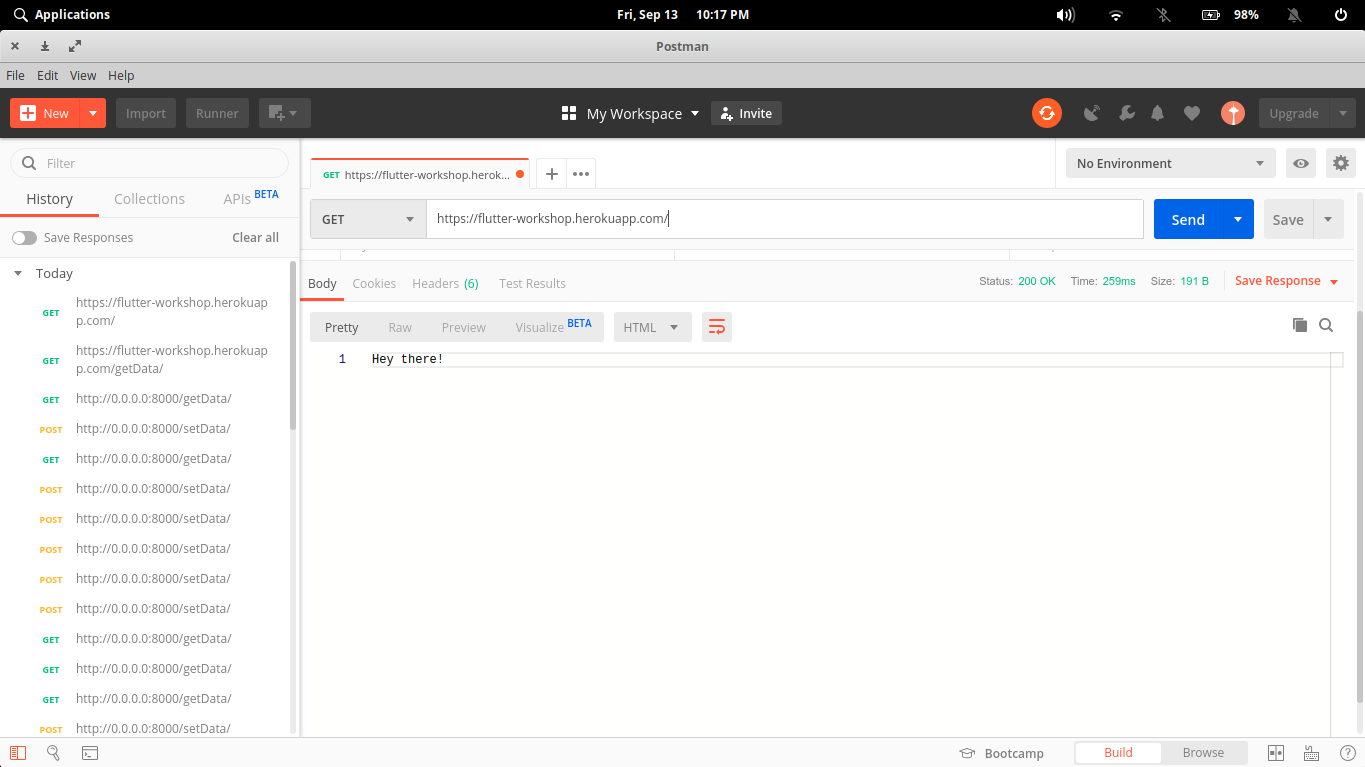 Applications
Fri, Sep 13 10:17 PM
98%
Postman
File Edit View Help
New Import Runner My Workspace Invite Upgrade
Filter
History Collections APIs BETA
Save Responses Clear all
Today
GET https://flutter-workshop.herokuap
p.com/
GET https://flutter-workshop.herokuap
p.com/getData/
GET http://0.0.0.0:8000/getData/
POST http://0.0.0.0:8000/setData/
GET http://0.0.0.0:8000/getData/
POST http://0.0.0.0:8000/setData/
POST http://0.0.0.0:8000/setData/
POST http://0.0.0.0:8000/setData/
POST http://0.0.0.0:8000/setData/
POST http://0.0.0.0:8000/setData/
GET http://0.0.0.0:8000/getData/
GET http://0.0.0.0:8000/getData/
GET http://0.0.0.0:8000/getData/
POST http://0.0.0.0:8000/setData/
GET https://flutter-workshop.herok...
No Environment
GET https://flutter-workshop.herokuapp.com/ Send Save
Body Cookies Headers (6) Test Results Status: 200 OK Time: 259ms Size: 191 B Save Response
Pretty Raw Preview Visualize BETA HTML
1 Hey there!
Bootcamp Build Browse